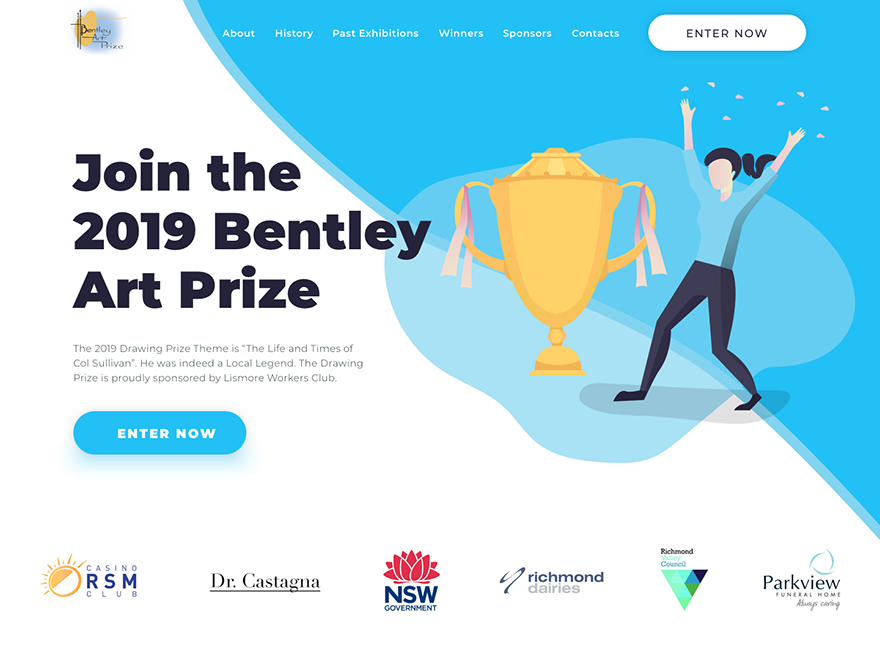 Bentley
Art
Prize
About
History
Past Exhibitions
Winners
Sponsors
Contacts
ENTER NOW
Join the
2019 Bentley
Art Prize
The 2019 Drawing Prize Theme is “The Life and Times of
Col Sullivan”. He was indeed a Local Legend. The Drawing
Prize is proudly sponsored by Lismore Workers Club.
ENTER NOW
CASINO
RSM
CLUB
Dr. Castagna
NSW
GOVERNMENT
richmond
dairies
Richmond
Valley
Council
Parkview
FUNERAL HOME
Always caring